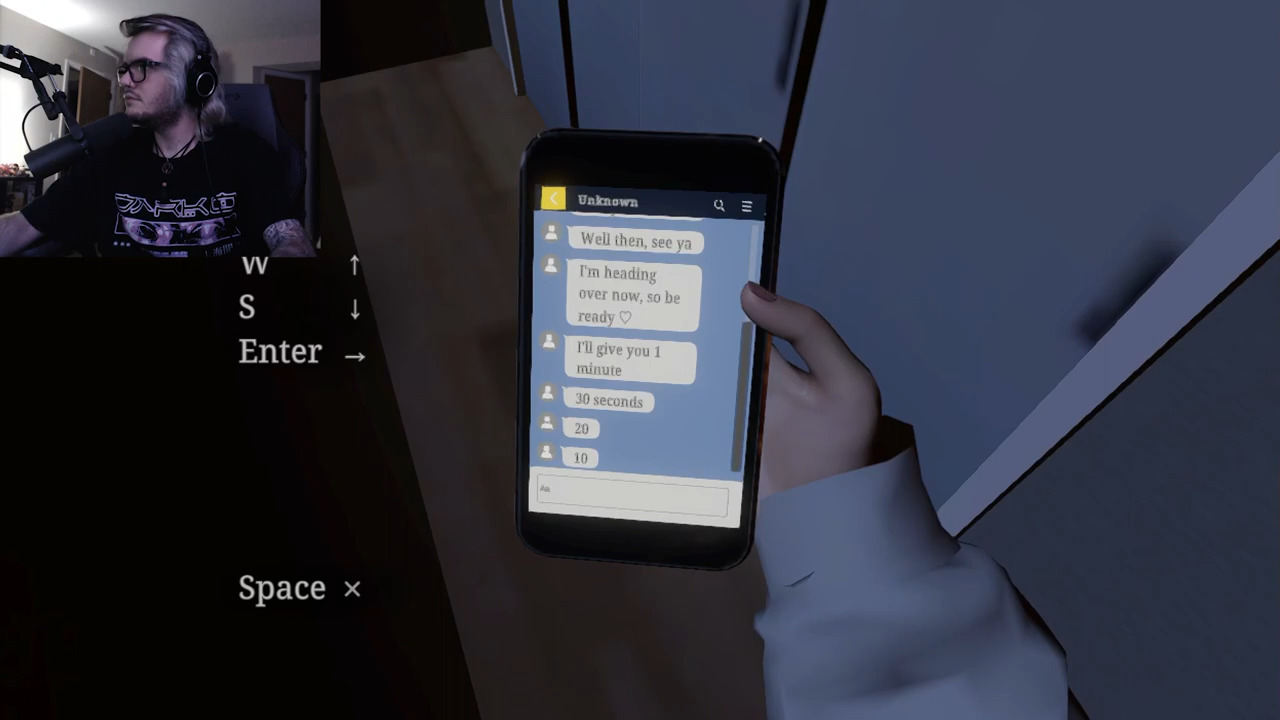 Unknown
Well then, see ya
I'm heading
over now, so be
ready ♡
I'll give you 1
minute
30 seconds
20
10
Aa
W ↑
S ↓
Enter →
Space ×